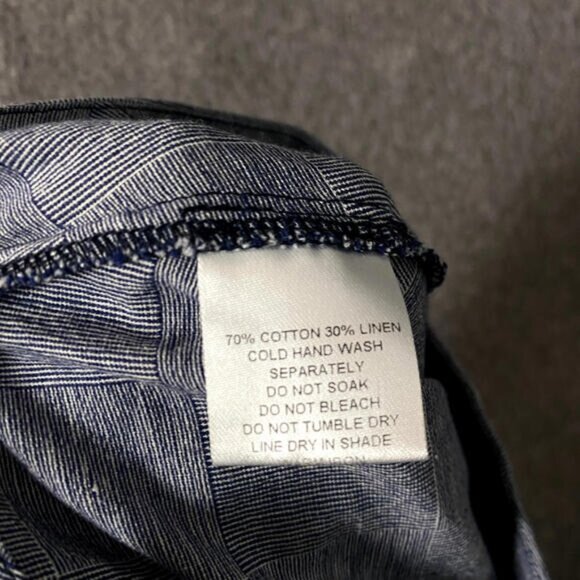 70% COTTON 30% LINEN
COLD HAND WASH
SEPARATELY
DO NOT SOAK
DO NOT BLEACH
DO NOT TUMBLE DRY
LINE DRY IN SHADE